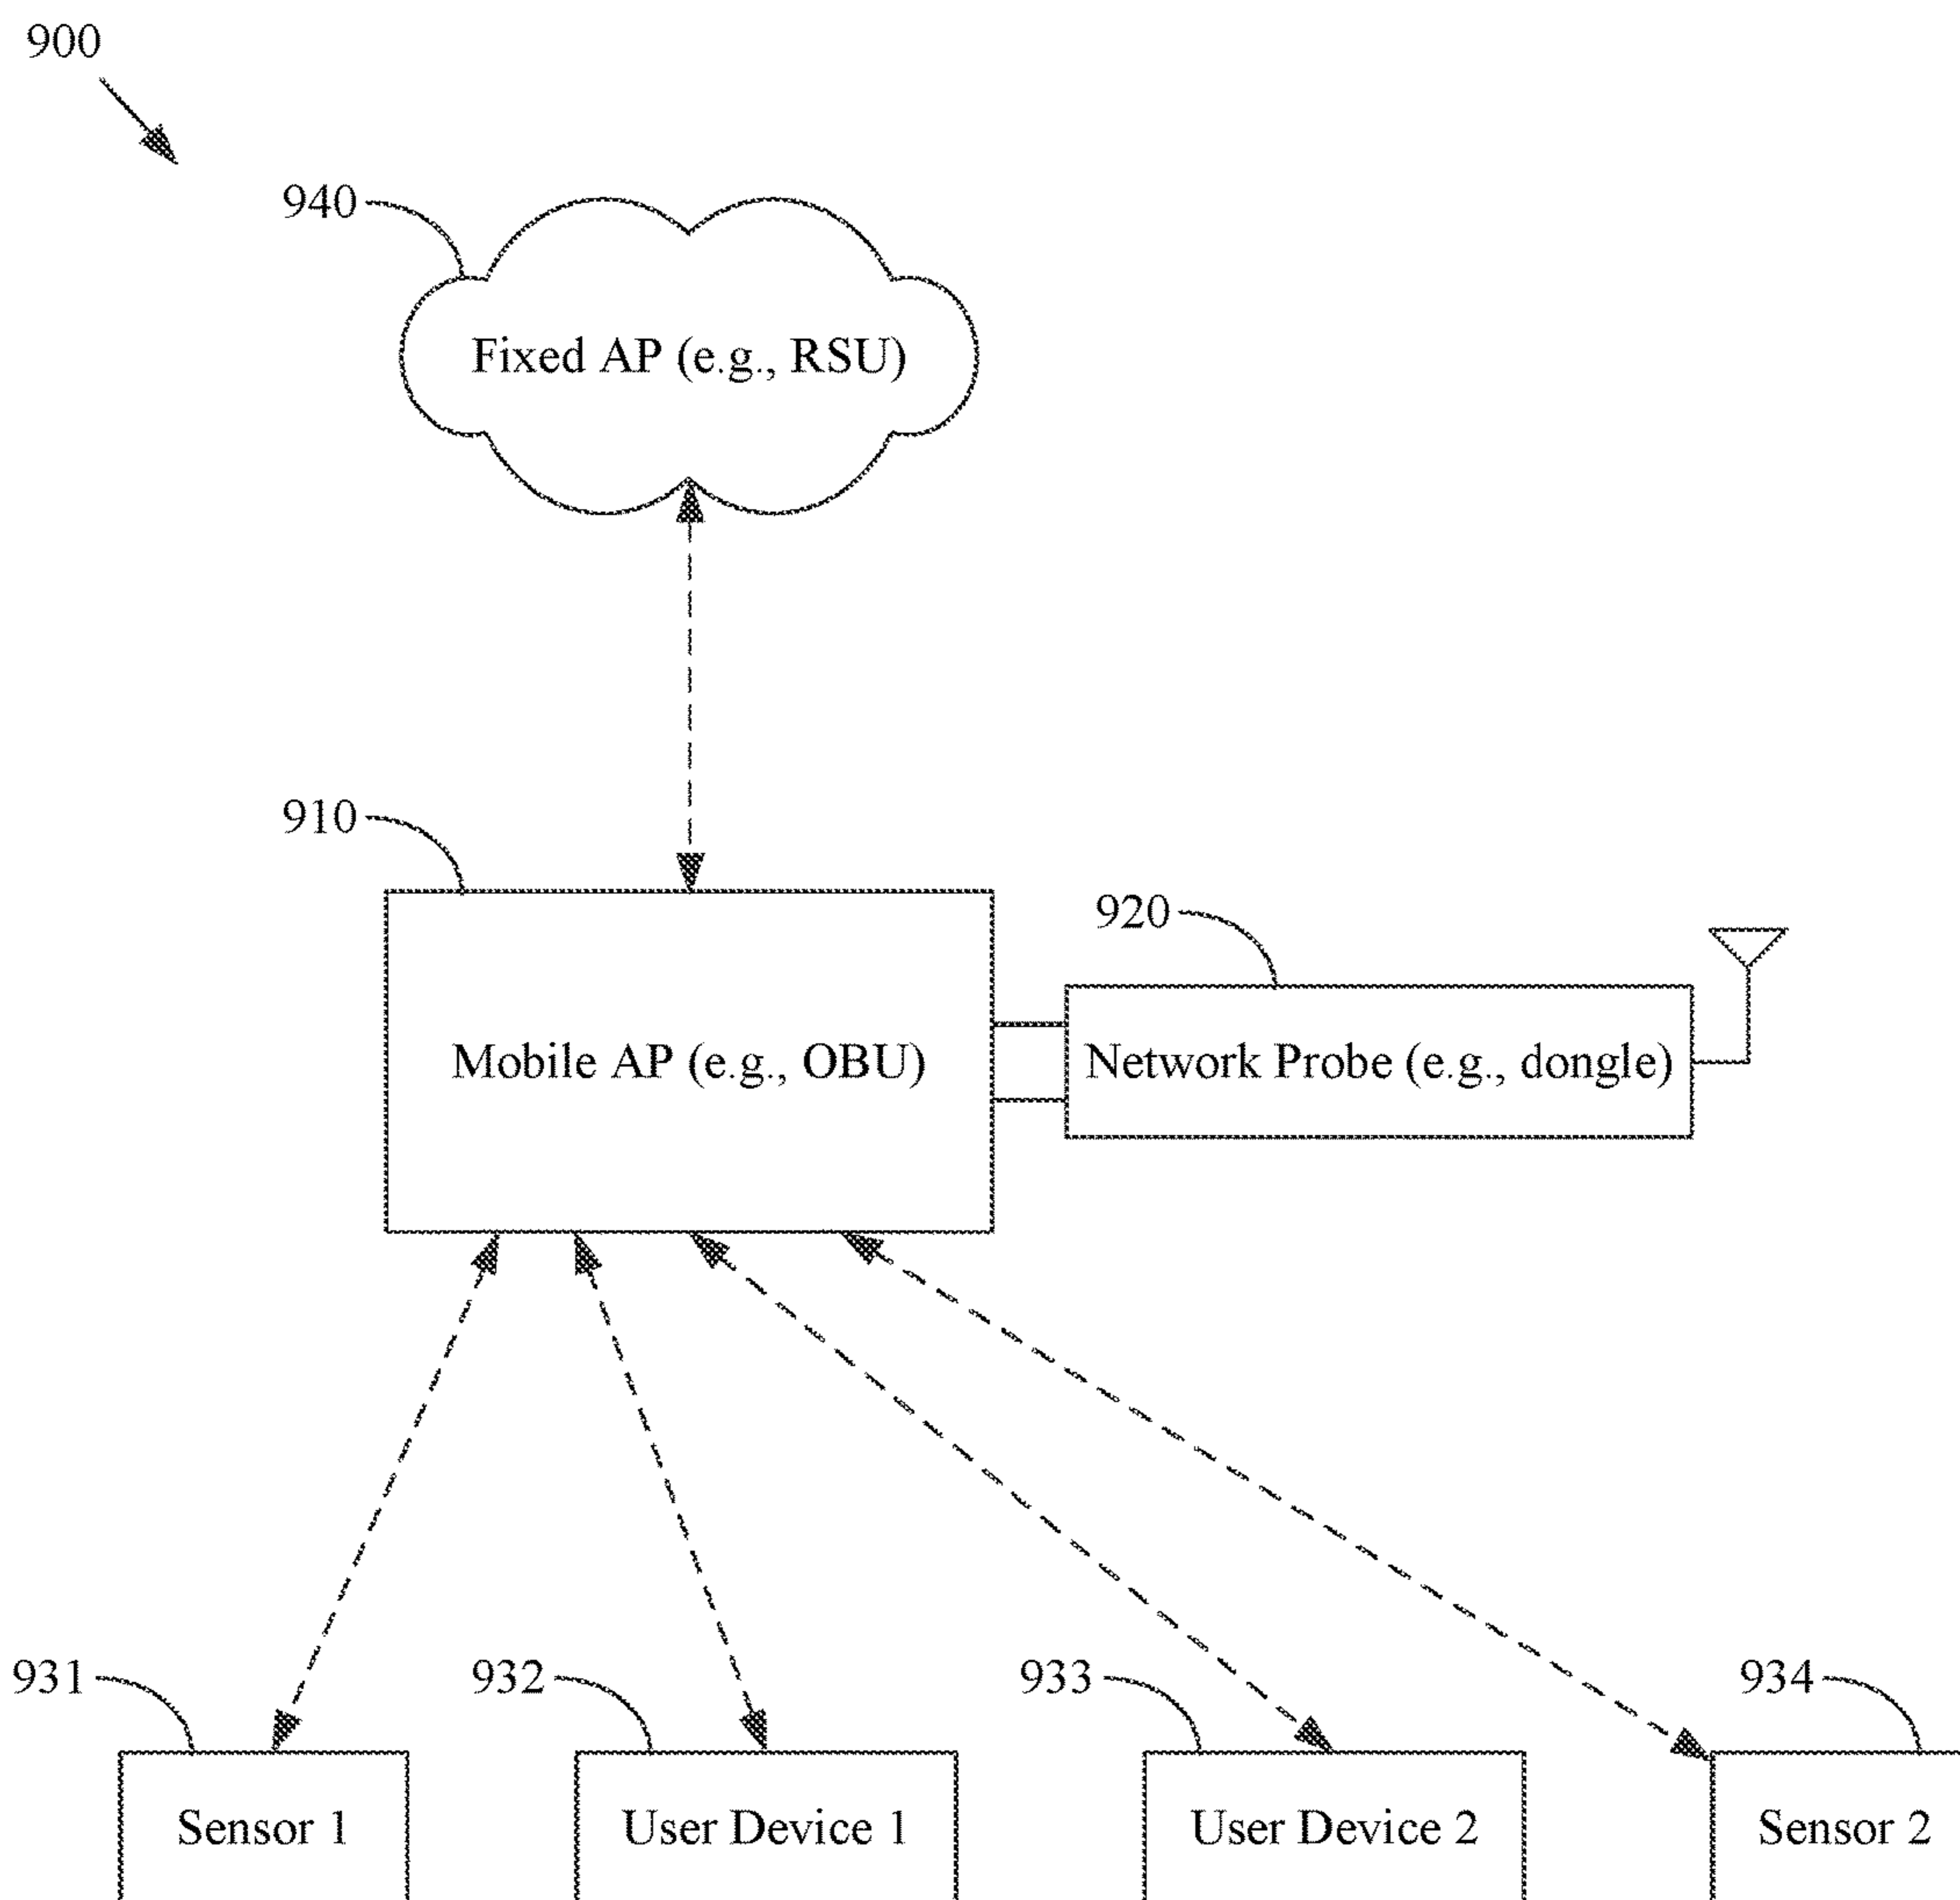 900
940
Fixed AP (e.g., RSU)
910
920
Mobile AP (e.g., OBU)
Network Probe (e.g., dongle)
931
932
933
934
Sensor 1
User Device 1
User Device 2
Sensor 2